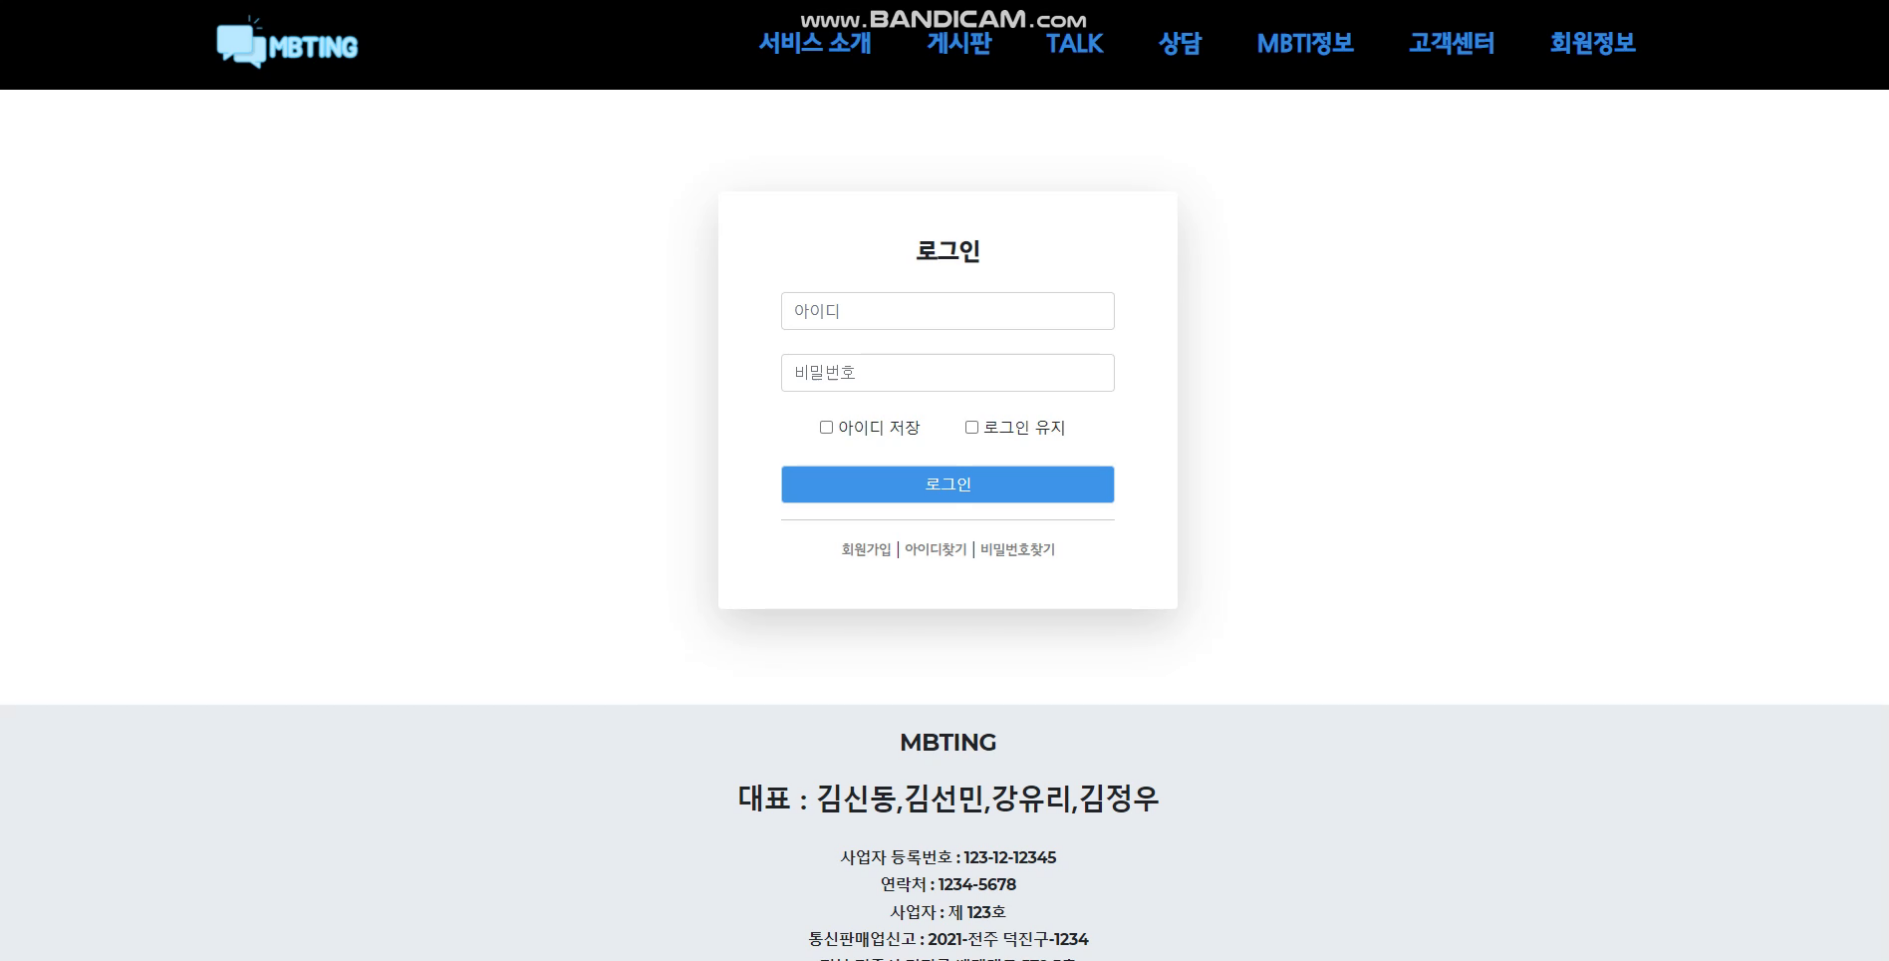 www.BANDICAM.com
MBTING
서비스 소개 게시판 TALK 상담 MBTI정보 고객센터 회원정보
로그인
아이디
비밀번호
아이디 저장 로그인 유지
로그인
회원가입 | 아이디찾기 | 비밀번호찾기
MBTING
대표 : 김신동,김선민,강유리,김정우
사업자 등록번호 : 123-12-12345
연락처 : 1234-5678
사업자 : 제 123호
통신판매업신고 : 2021-전주 덕진구-1234